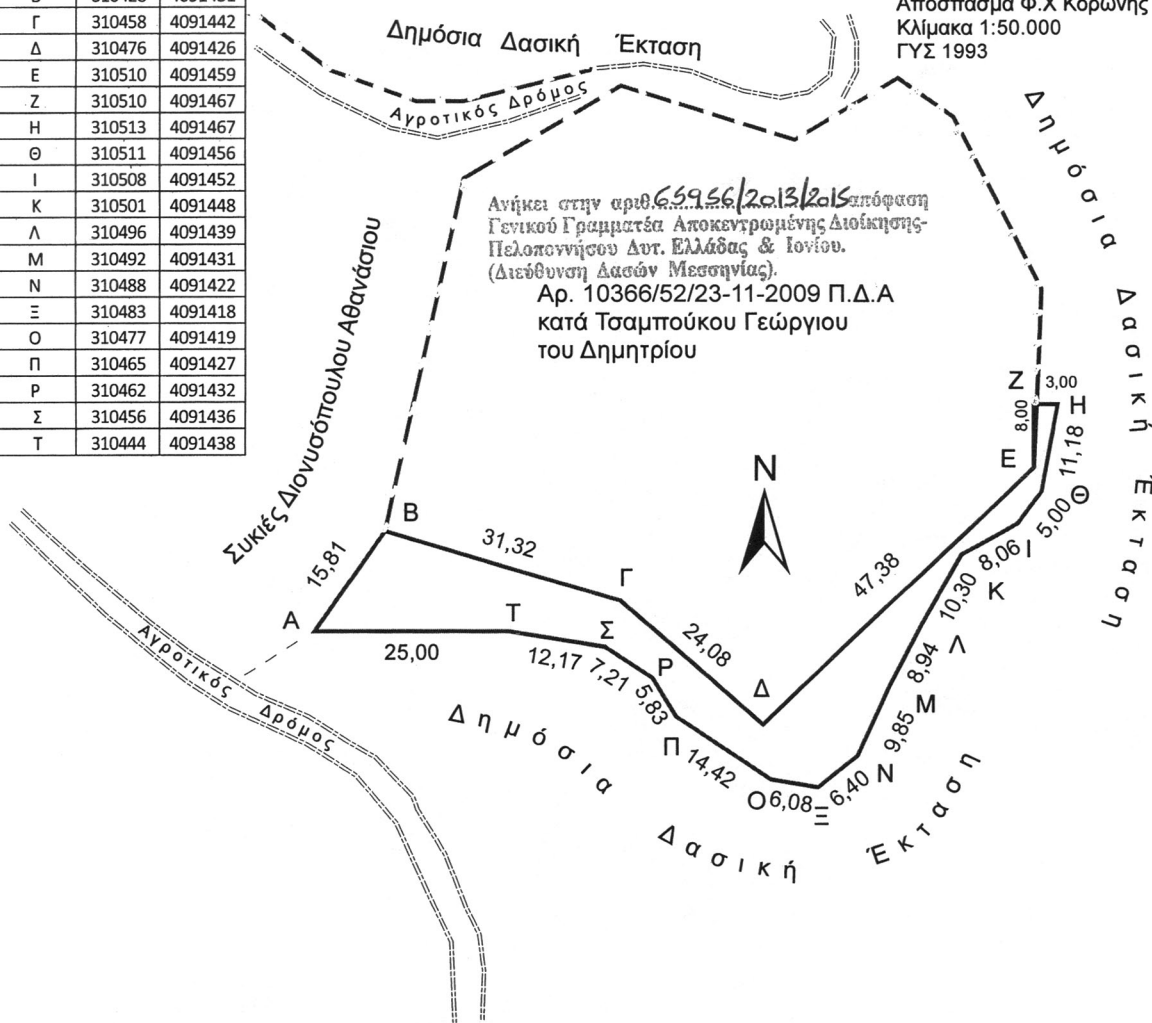 Γ 310458 4091442
Δ 310476 4091426
Ε 310510 4091459
Ζ 310510 4091467
Η 310513 4091467
Θ 310511 4091456
Ι 310508 4091452
Κ 310501 4091448
Λ 310496 4091439
Μ 310492 4091431
Ν 310488 4091422
Ξ 310483 4091418
Ο 310477 4091419
Π 310465 4091427
Ρ 310462 4091432
Σ 310456 4091436
Τ 310444 4091438
Απόσπασμα Φ.Χ Κορώνης
Κλίμακα 1:50.000
ΓΥΣ 1993
Δημόσια Δασική Έκταση
Αγροτικός Δρόμος
Δημόσια Δασική Έκταση
Ανήκει στην αριθ. 65956/2013/2015 απόφαση
Γενικού Γραμματέα Αποκεντρωμένης Διοίκησης-
Πελοποννήσου Δυτ. Ελλάδας & Ιονίου.
(Διεύθυνση Δασών Μεσσηνίας).
Αρ. 10366/52/23-11-2009 Π.Δ.Α
κατά Τσαμπούκου Γεώργιου
του Δημητρίου
Συκιές Διονυσόπουλου Αθανάσιου
Ζ 3,00
Η
8,00
11,18
Ε
Θ
5,00
Ν
Β
31,32
15,81
47,38
8,06
Ι
Γ
Κ
10,30
Α
Τ
Σ
24,08
25,00
12,17
7,21
Ρ
5,83
Δ
8,94
Λ
Μ
9,85
Π
14,42
Ν
6,40
Ο
6,08
Ξ
Αγροτικός Δρόμος
Δημόσια Δασική Έκταση